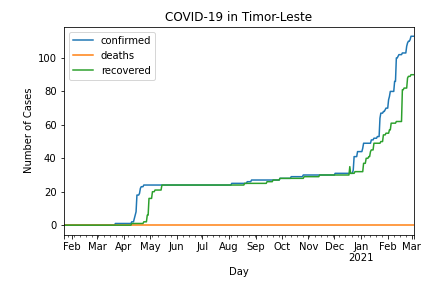 COVID-19 in Timor-Leste
confirmed
deaths
recovered
Number of Cases
100
80
60
40
20
0
Feb Mar Apr May Jun Jul Aug Sep Oct Nov Dec Jan Feb Mar
2021
Day